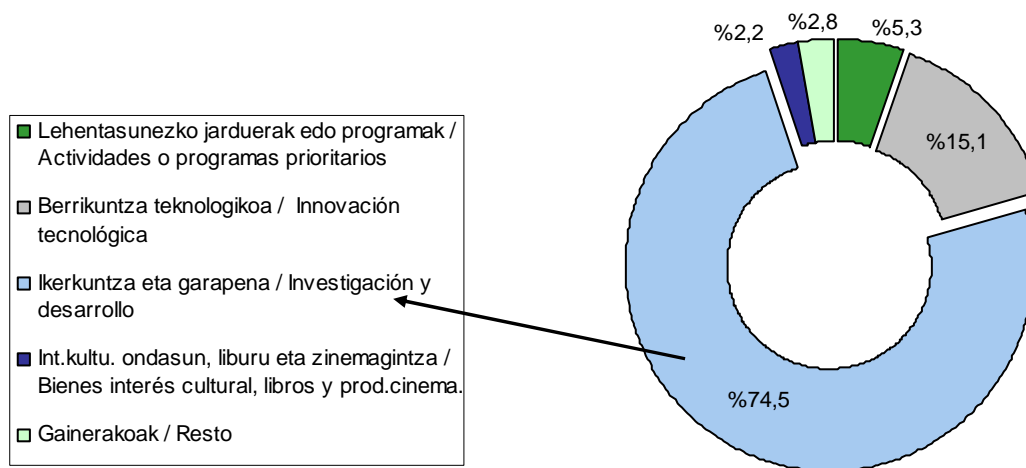 %2,2
%2,8
%5,3
%15,1
%74,5
Lehentasunezko jarduerak edo programak /
Actividades o programas prioritarios
Berrikuntza teknologikoa / Innovación
tecnológica
Ikerkuntza eta garapena / Investigación y
desarrollo
Int.kultu. ondasun, liburu eta zinemagintza /
Bienes interés cultural, libros y prod.cinema.
Gainerakoak / Resto